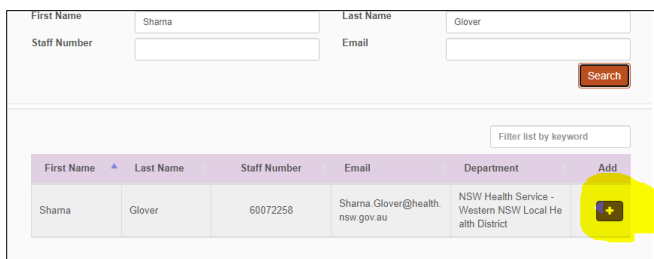 First Name Sharna Last Name Glover
Staff Number Email
Search
Filter list by keyword
First Name Last Name Staff Number Email Department Add
Sharna Glover 60072258 Sharna.Glover@health.
nsw.gov.au NSW Health Service -
Western NSW Local He
alth District +